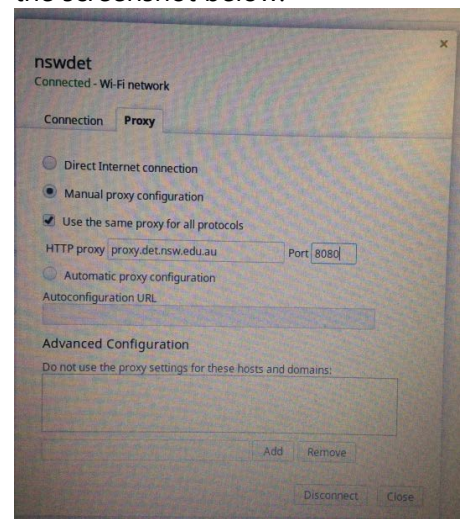 the screenshot below.
×
nswdet
Connected - Wi-Fi network
Connection Proxy
Direct Internet connection
Manual proxy configuration
Use the same proxy for all protocols
HTTP proxy proxy.det.nsw.edu.au Port 8080
Automatic proxy configuration
Autoconfiguration URL
Advanced Configuration
Do not use the proxy settings for these hosts and domains:
Add Remove
Disconnect Close